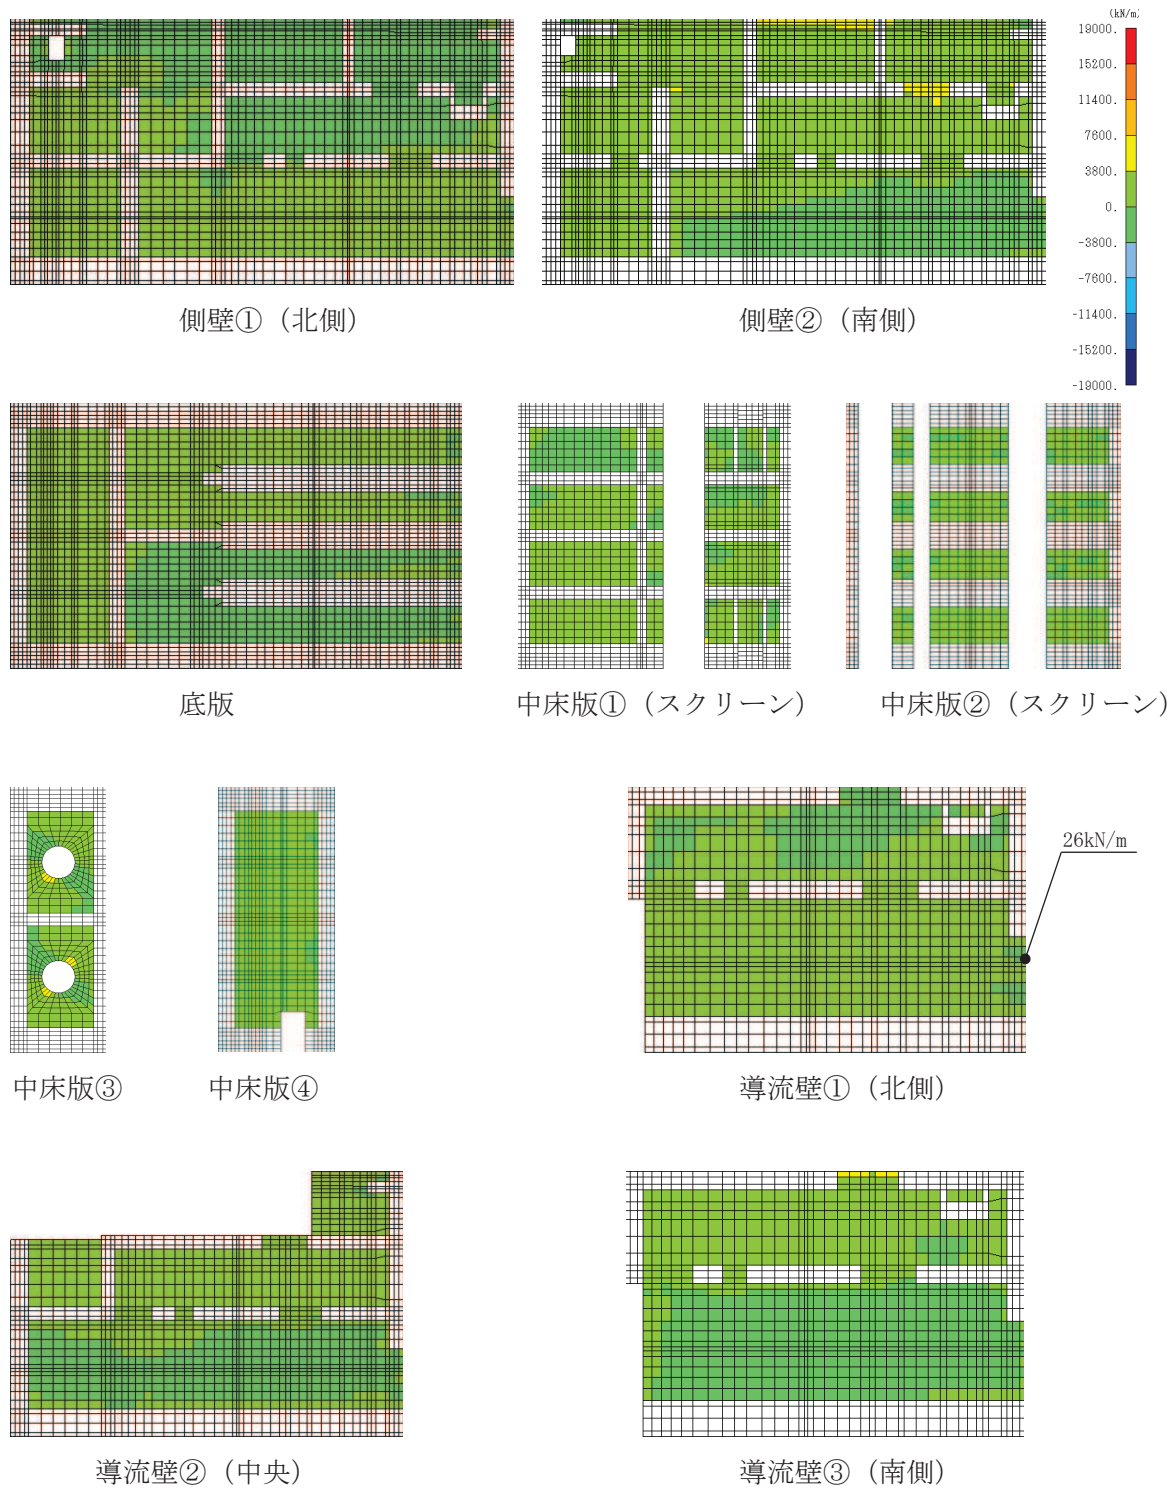 (kN/m)
19000.
15200.
11400.
7600.
3800.
0.
-3800.
-7600.
-11400.
-15200.
-19000.
側壁①（北側）
側壁②（南側）
底版
中床版①（スクリーン）
中床版②（スクリーン）
26kN/m
中床版③
中床版④
導流壁①（北側）
導流壁②（中央）
導流壁③（南側）